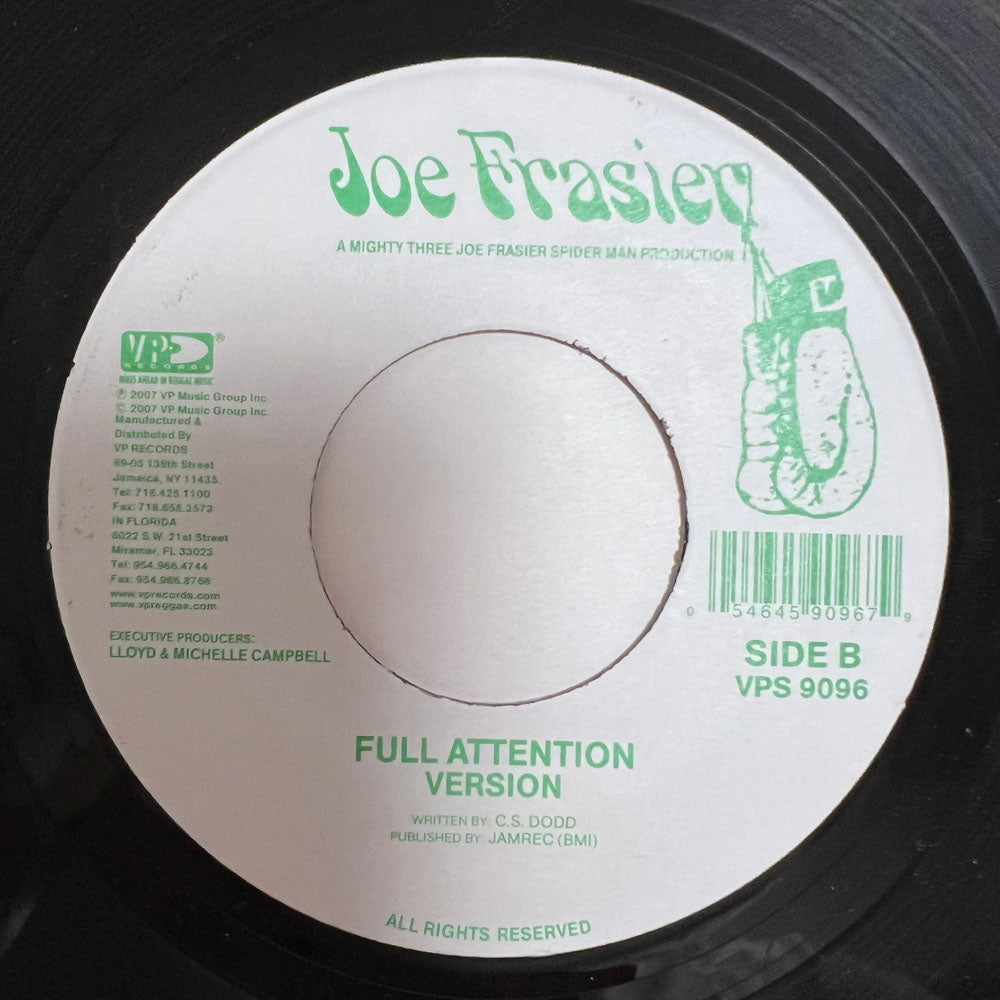 Joe Frasier
A MIGHTY THREE JOE FRASIER SPIDER MAN PRODUCTION
VP
RECORDS
®
MILES AHEAD IN REGGAE MUSIC
℗ 2007 VP Music Group Inc.
© 2007 VP Music Group Inc.
Manufactured &
Distributed By
VP RECORDS
89-05 138th Street
Jamaica, NY 11435
Tel: 718.425.1100
Fax: 718.658.3573
IN FLORIDA
6022 S.W. 21st Street
Miramar, FL 33023
Tel: 954.966.4744
Fax: 954.966.8766
www.vprecords.com
www.vpreggae.com
EXECUTIVE PRODUCERS:
LLOYD & MICHELLE CAMPBELL
0 54645 90967 9
SIDE B
VPS 9096
FULL ATTENTION
VERSION
WRITTEN BY: C.S. DODD
PUBLISHED BY: JAMREC (BMI)
ALL RIGHTS RESERVED